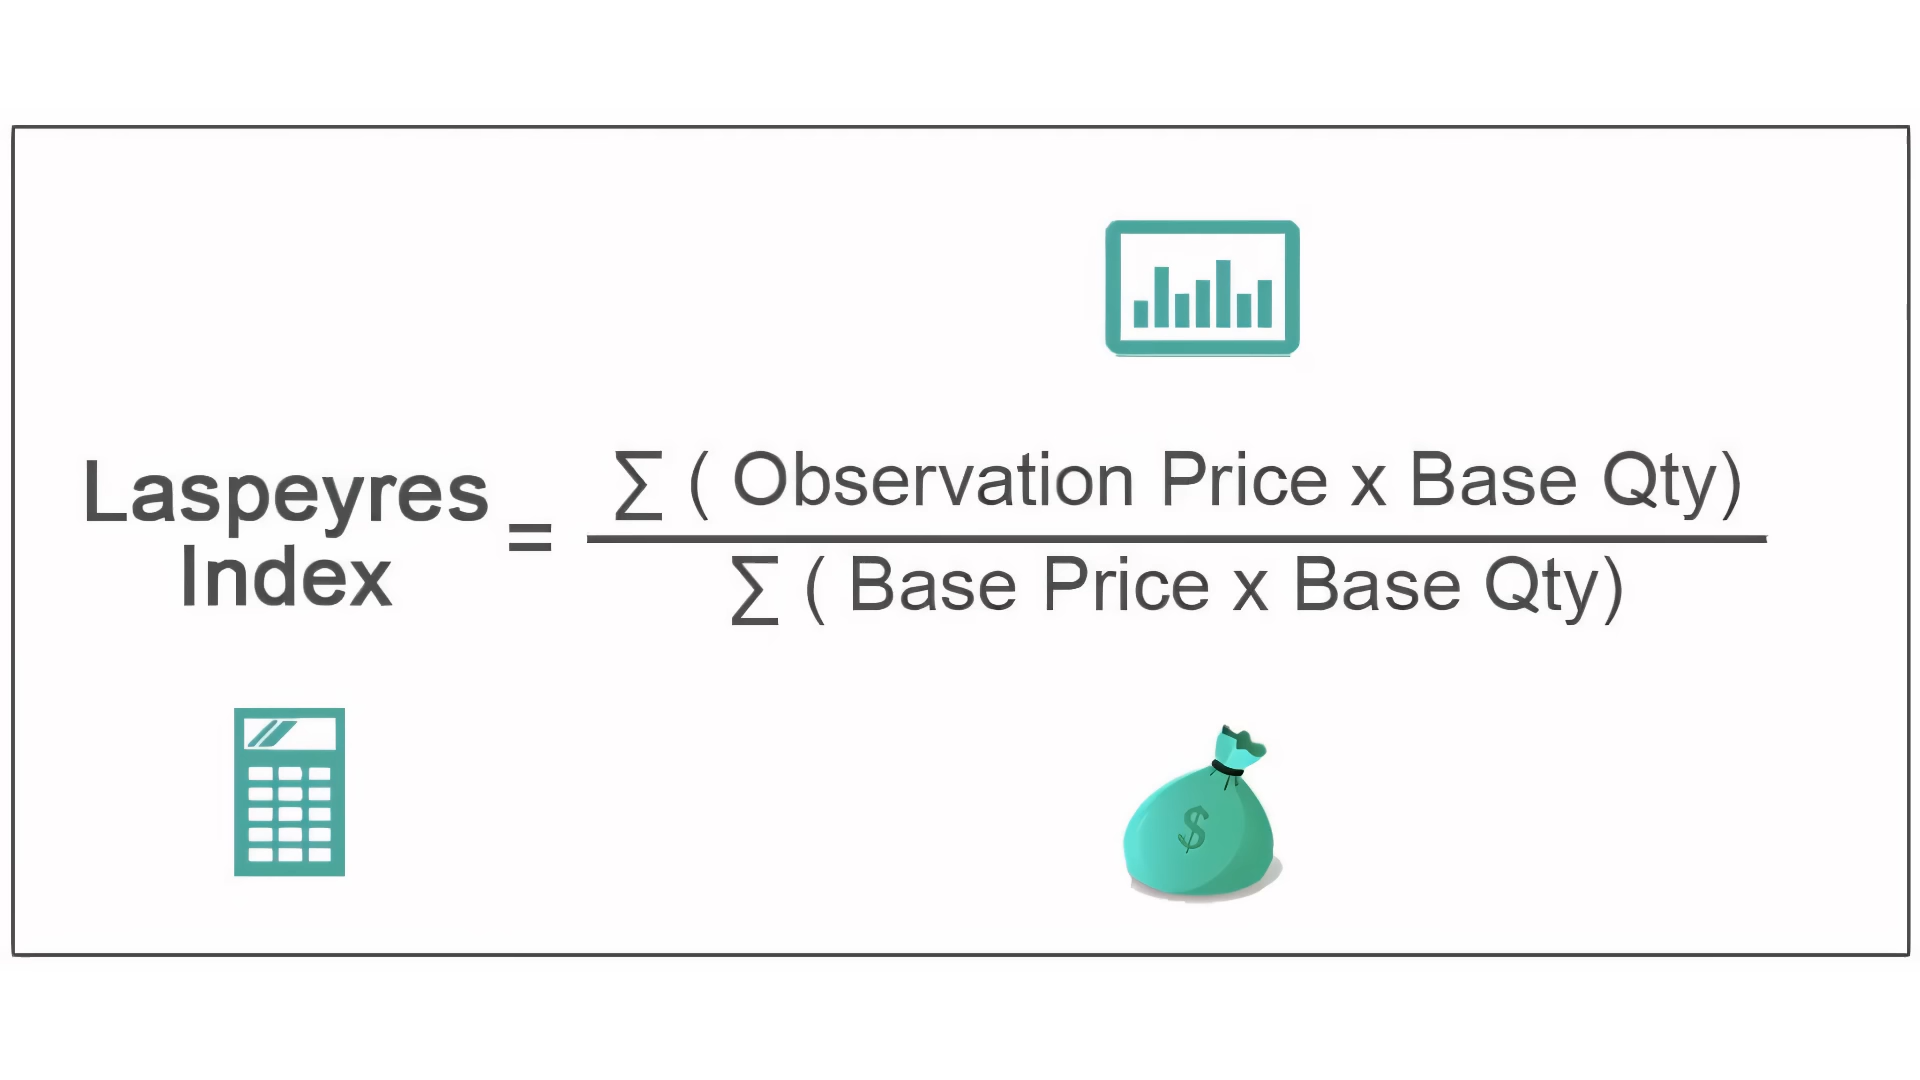 Laspeyres
Index
=
∑ ( Observation Price x Base Qty)
∑ ( Base Price x Base Qty)
$